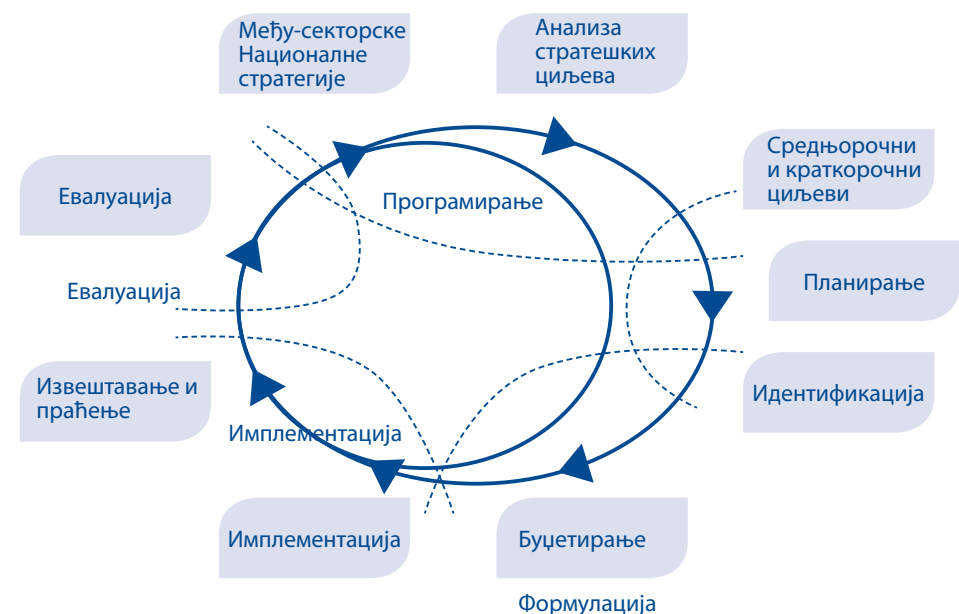 Међу-секторске
Националне
стратегије
Анализа
стратешких
циљева
Средњорочни
и краткорочни
циљеви
Евалуација
Програмирање
Планирање
Евалуација
Извештавање и
праћење
Идентификација
Имплементација
Имплементација
Буџетирање
Формулација